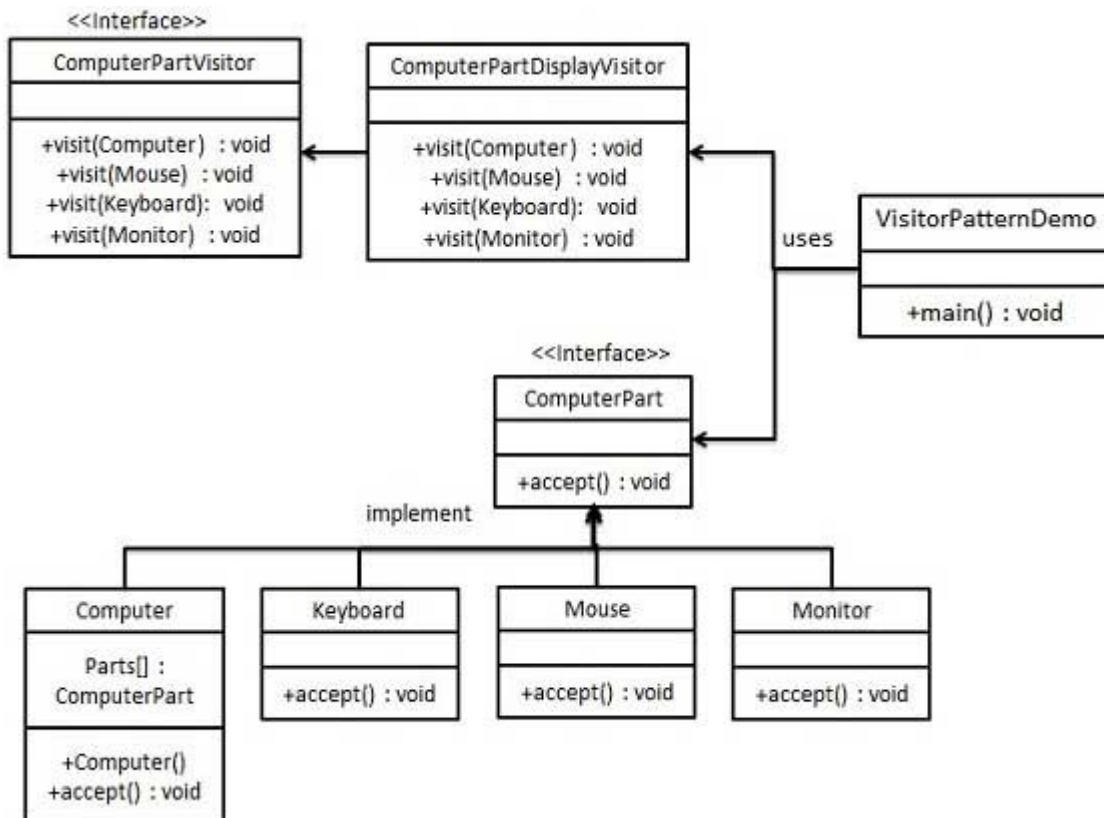 <<Interface>>
ComputerPartVisitor
+visit(Computer) : void
+visit(Mouse) : void
+visit(Keyboard): void
+visit(Monitor) : void
ComputerPartDisplayVisitor
+visit(Computer) : void
+visit(Mouse) : void
+visit(Keyboard): void
+visit(Monitor) : void
uses
VisitorPatternDemo
+main() : void
<<Interface>>
ComputerPart
+accept() : void
implement
Computer
Parts[] :
ComputerPart
+Computer()
+accept() : void
Keyboard
+accept() : void
Mouse
+accept() : void
Monitor
+accept() : void